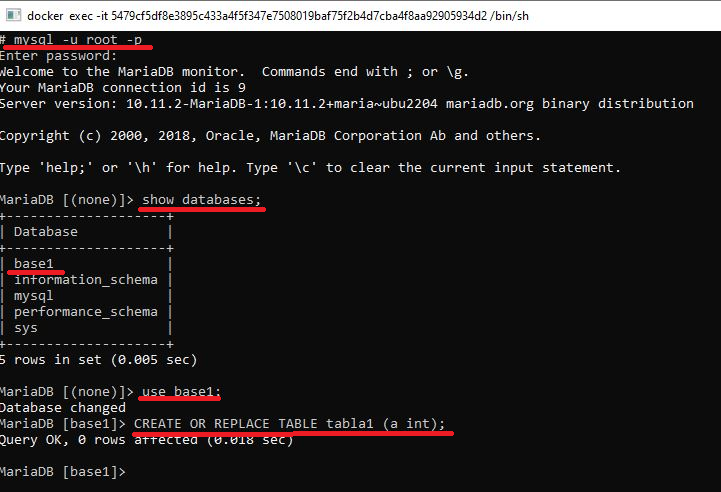 docker exec -it 5479cf5df8e3895c433a4f5f347e7508019baf75f2b4d7cba4f8aa92905934d2 /bin/sh
# mysql -u root -p
Enter password:
Welcome to the MariaDB monitor.  Commands end with ; or \g.
Your MariaDB connection id is 9
Server version: 10.11.2-MariaDB-1:10.11.2+maria~ubu2204 mariadb.org binary distribution
Copyright (c) 2000, 2018, Oracle, MariaDB Corporation Ab and others.
Type 'help;' or '\h' for help. Type '\c' to clear the current input statement.
MariaDB [(none)]> show databases;
+--------------------+
| Database           |
+--------------------+
| base1              |
| information_schema |
| mysql              |
| performance_schema |
| sys                |
+--------------------+
5 rows in set (0.005 sec)
MariaDB [(none)]> use base1;
Database changed
MariaDB [base1]> CREATE OR REPLACE TABLE tabla1 (a int);
Query OK, 0 rows affected (0.018 sec)
MariaDB [base1]>